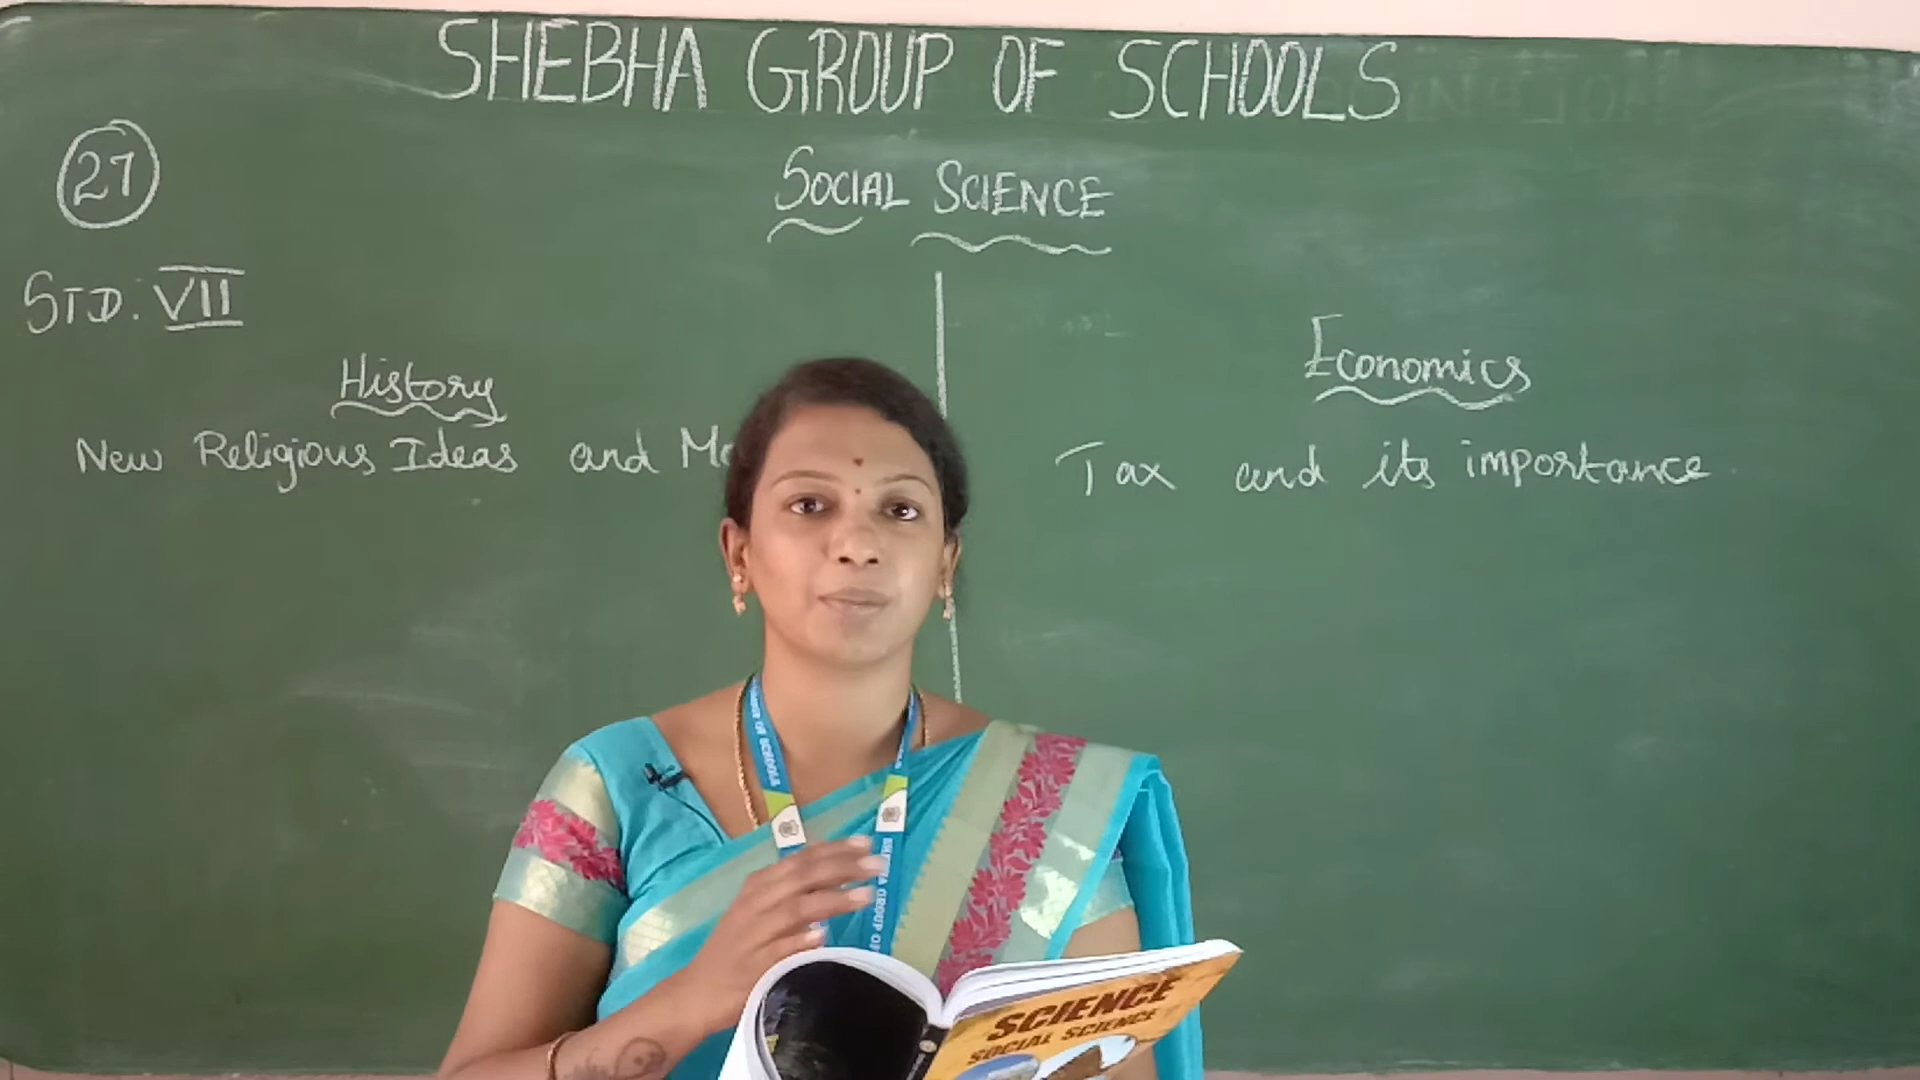 SHEBHA GROUP OF SCHOOLS
27
SOCIAL SCIENCE
STD: VII
History
New Religious Ideas and Mo
Economics
Tax and its importance
SCIENCE
SOCIAL SCIENCE